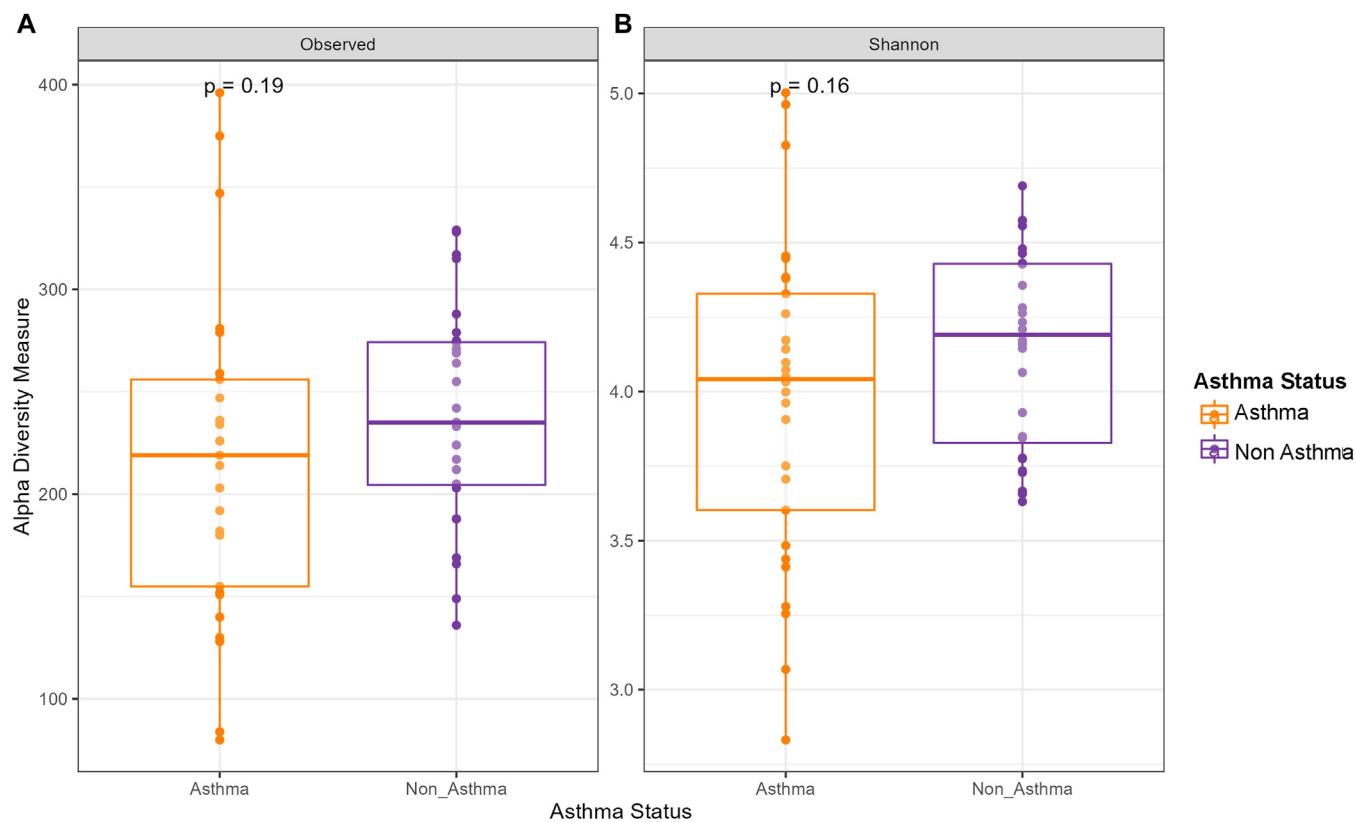 A
B
Observed
Shannon
p = 0.19
p = 0.16
400
300
200
100
5.0
4.5
4.0
3.5
3.0
Alpha Diversity Measure
Asthma
Non_Asthma
Asthma
Non_Asthma
Asthma Status
Asthma Status
Asthma
Non Asthma